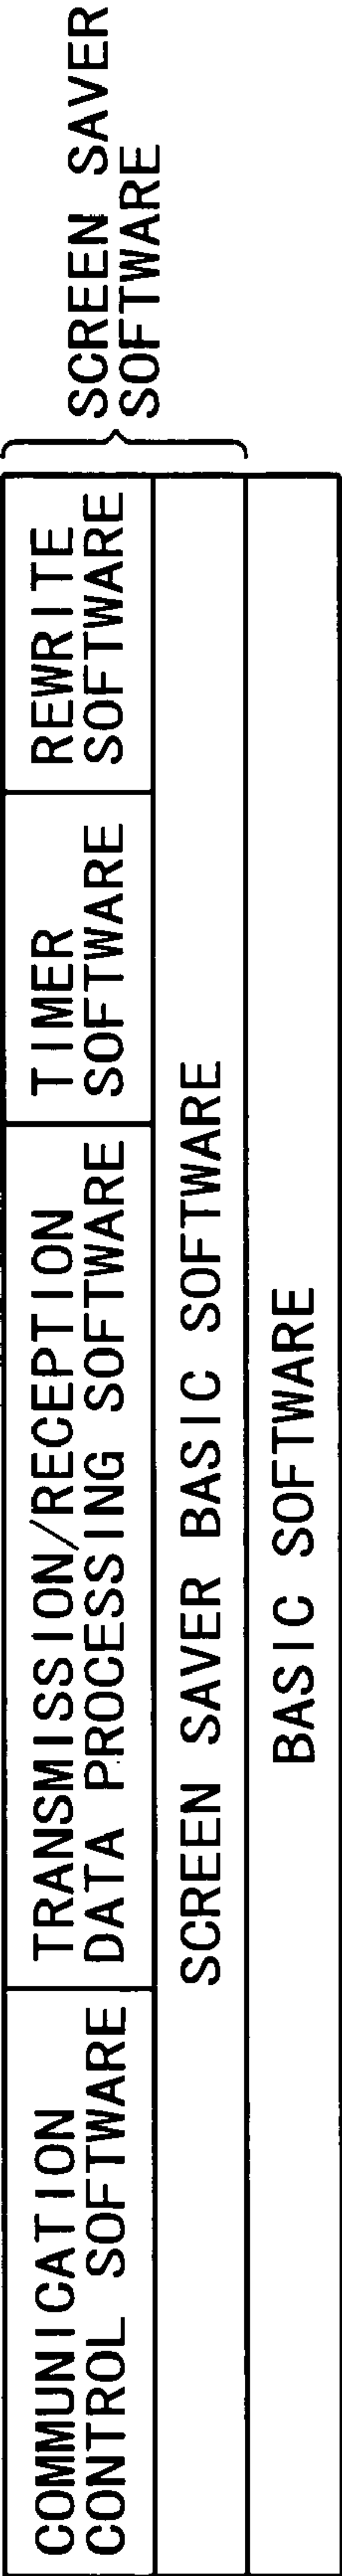 COMMUNICATION
CONTROL SOFTWARE
TRANSMISSION/RECEPTION
DATA PROCESSING SOFTWARE
TIMER
SOFTWARE
REWRITE
SOFTWARE
SCREEN SAVER
SOFTWARE
SCREEN SAVER BASIC SOFTWARE
BASIC SOFTWARE